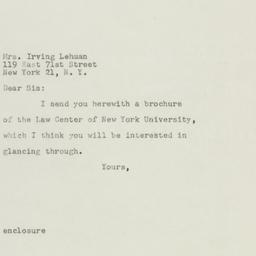 Mrs. Irving Lehman
119 East 71st Street
New York 21, N. Y.
Dear Sis:
I send you herewith a brochure
of the Law Center of New York University,
which I think you will be interested in
glancing through.
Yours,
enclosure